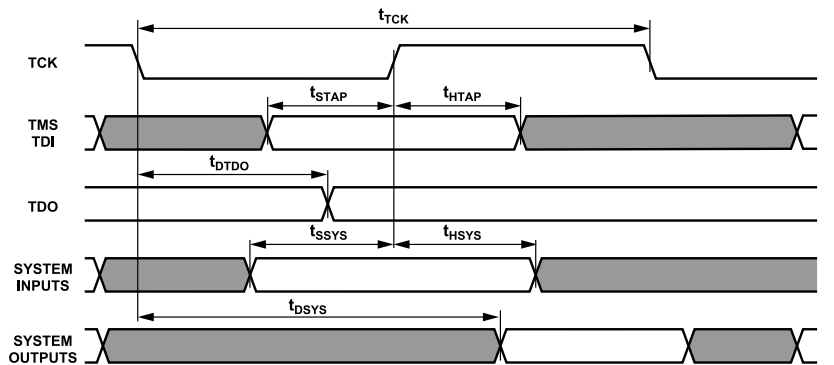 tTCK
TCK
tSTAP
tHTAP
TMS
TDI
tDTDO
TDO
tSSYS
tHSYS
SYSTEM
INPUTS
tDSYS
SYSTEM
OUTPUTS